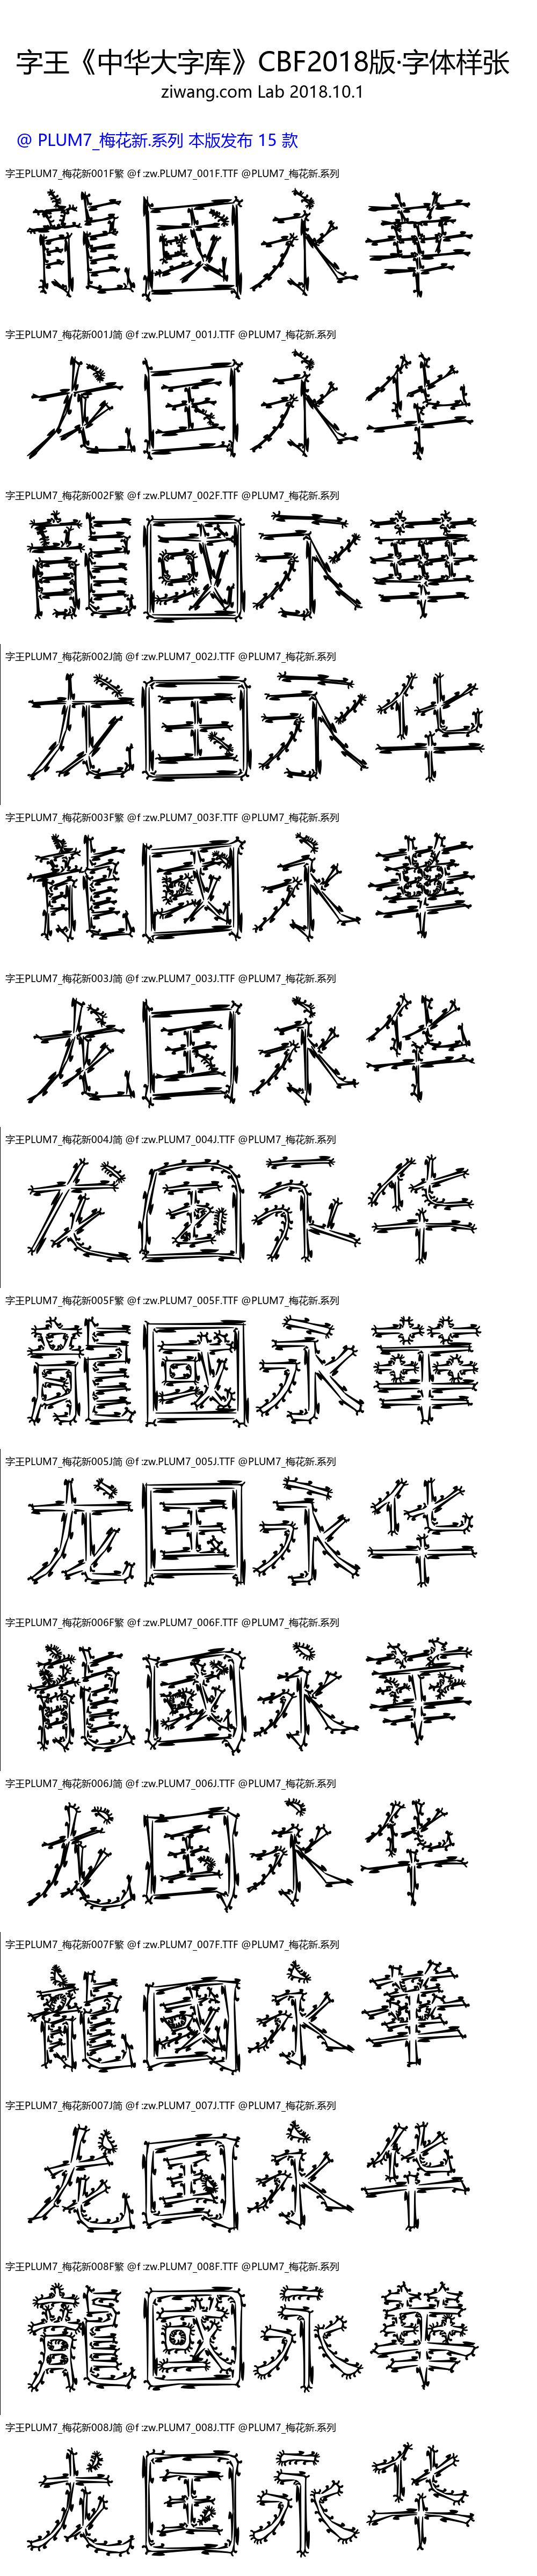 字王《中华大字库》CBF2018版·字体样张
ziwang.com Lab 2018.10.1
@ PLUM7_梅花新.系列 本版发布 15 款
字王PLUM7_梅花新001F繁 @f :zw.PLUM7_001F.TTF @PLUM7_梅花新.系列
龍國永華
字王PLUM7_梅花新001J简 @f :zw.PLUM7_001J.TTF @PLUM7_梅花新.系列
龙国永华
字王PLUM7_梅花新002F繁 @f :zw.PLUM7_002F.TTF @PLUM7_梅花新.系列
龍國永華
字王PLUM7_梅花新002J简 @f :zw.PLUM7_002J.TTF @PLUM7_梅花新.系列
龙国永华
字王PLUM7_梅花新003F繁 @f :zw.PLUM7_003F.TTF @PLUM7_梅花新.系列
龍國永華
字王PLUM7_梅花新003J简 @f :zw.PLUM7_003J.TTF @PLUM7_梅花新.系列
龙国永华
字王PLUM7_梅花新004J简 @f :zw.PLUM7_004J.TTF @PLUM7_梅花新.系列
龙国永华
字王PLUM7_梅花新005F繁 @f :zw.PLUM7_005F.TTF @PLUM7_梅花新.系列
龍國永華
字王PLUM7_梅花新005J简 @f :zw.PLUM7_005J.TTF @PLUM7_梅花新.系列
龙国永华
字王PLUM7_梅花新006F繁 @f :zw.PLUM7_006F.TTF @PLUM7_梅花新.系列
龍國永華
字王PLUM7_梅花新006J简 @f :zw.PLUM7_006J.TTF @PLUM7_梅花新.系列
龙国永华
字王PLUM7_梅花新007F繁 @f :zw.PLUM7_007F.TTF @PLUM7_梅花新.系列
龍國永華
字王PLUM7_梅花新007J简 @f :zw.PLUM7_007J.TTF @PLUM7_梅花新.系列
龙国永华
字王PLUM7_梅花新008F繁 @f :zw.PLUM7_008F.TTF @PLUM7_梅花新.系列
龍國永華
字王PLUM7_梅花新008J简 @f :zw.PLUM7_008J.TTF @PLUM7_梅花新.系列
龙国永华